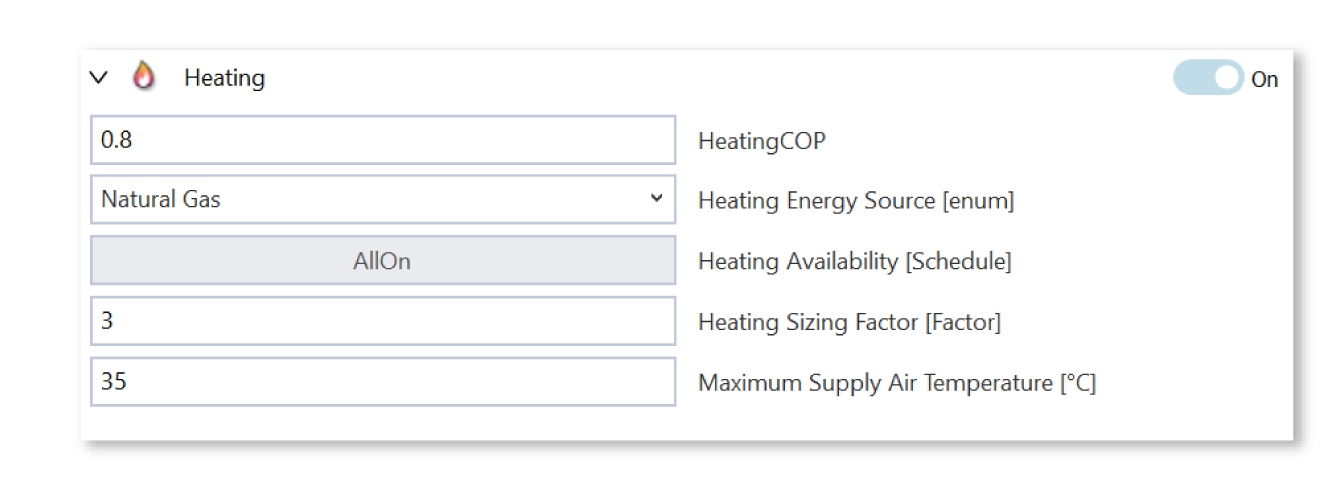 Heating
On
0.8
HeatingCOP
Natural Gas
Heating Energy Source [enum]
AllOn
Heating Availability [Schedule]
3
Heating Sizing Factor [Factor]
35
Maximum Supply Air Temperature [°C]